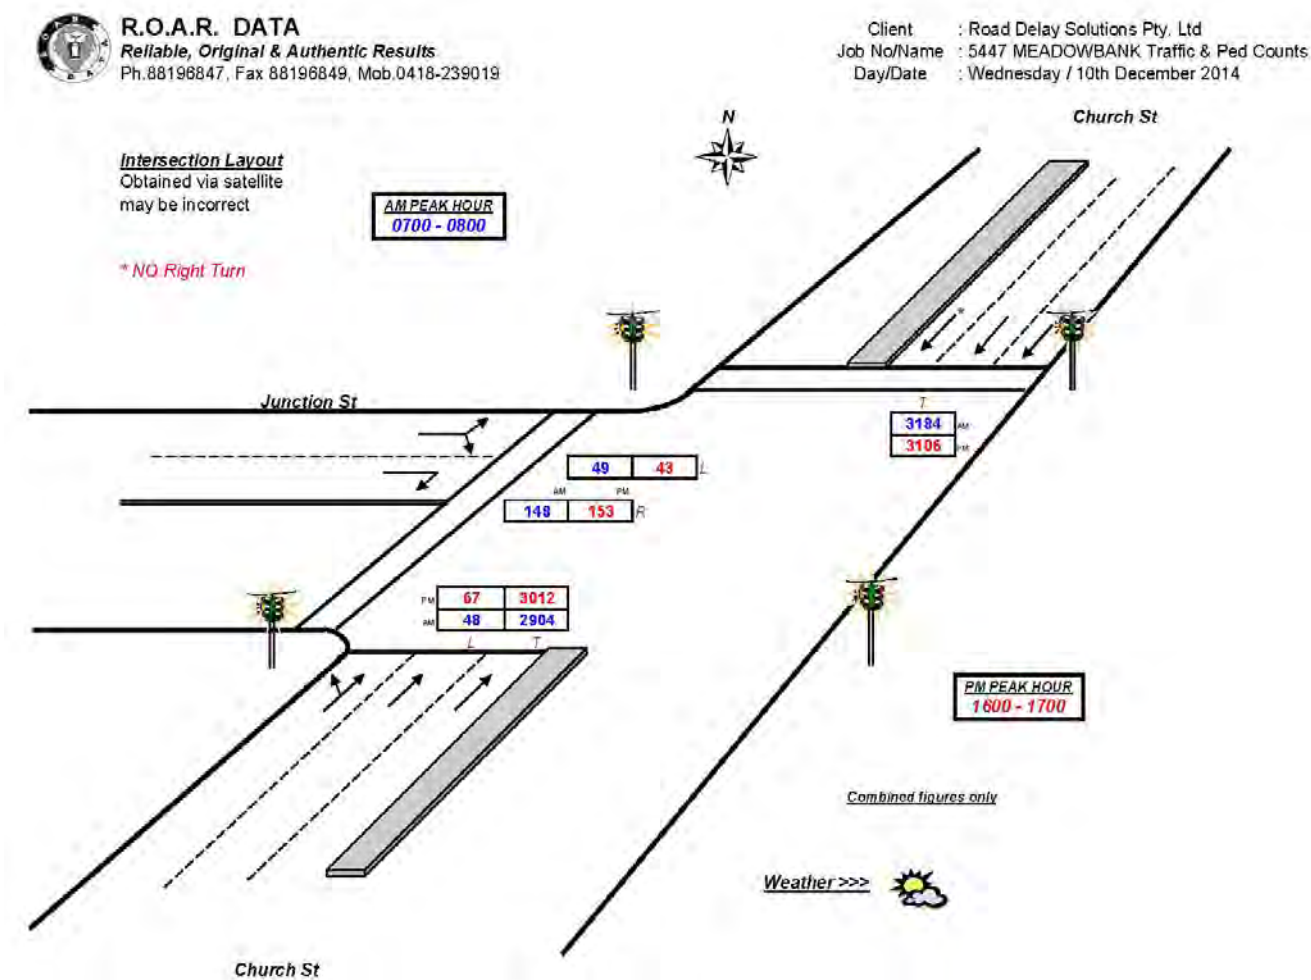 R.O.A.R. DATA
Reliable, Original & Authentic Results
Ph.88196847, Fax 88196849, Mob.0418-239019
Client : Road Delay Solutions Pty. Ltd
Job No/Name : 5447 MEADOWBANK Traffic & Ped Counts
Day/Date : Wednesday / 10th December 2014
Church St
N
Intersection Layout
Obtained via satellite
may be incorrect
AM PEAK HOUR
0700 - 0800
* NO Right Turn
*
Junction St
T
3184 AM
3106 PM
49 43 L
AM PM
148 153 R
PM 67 3012
AM 48 2904
L T
PM PEAK HOUR
1600 - 1700
Combined figures only
Weather >>>
Church St